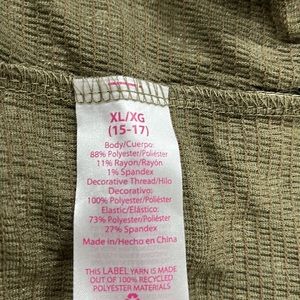 XL/XG
(15-17)
Body/Cuerpo:
88% Polyester/Poliéster
11% Rayon/Rayón
1% Spandex
Decorative Thread/Hilo
Decorativo:
100% Polyester/Poliéster
Elastic/Elástico:
73% Polyester/Poliéster
27% Spandex
Made in/Hecho en China
THIS LABEL YARN IS MADE
OUT OF 100% RECYCLED
POLYESTER MATERIALS